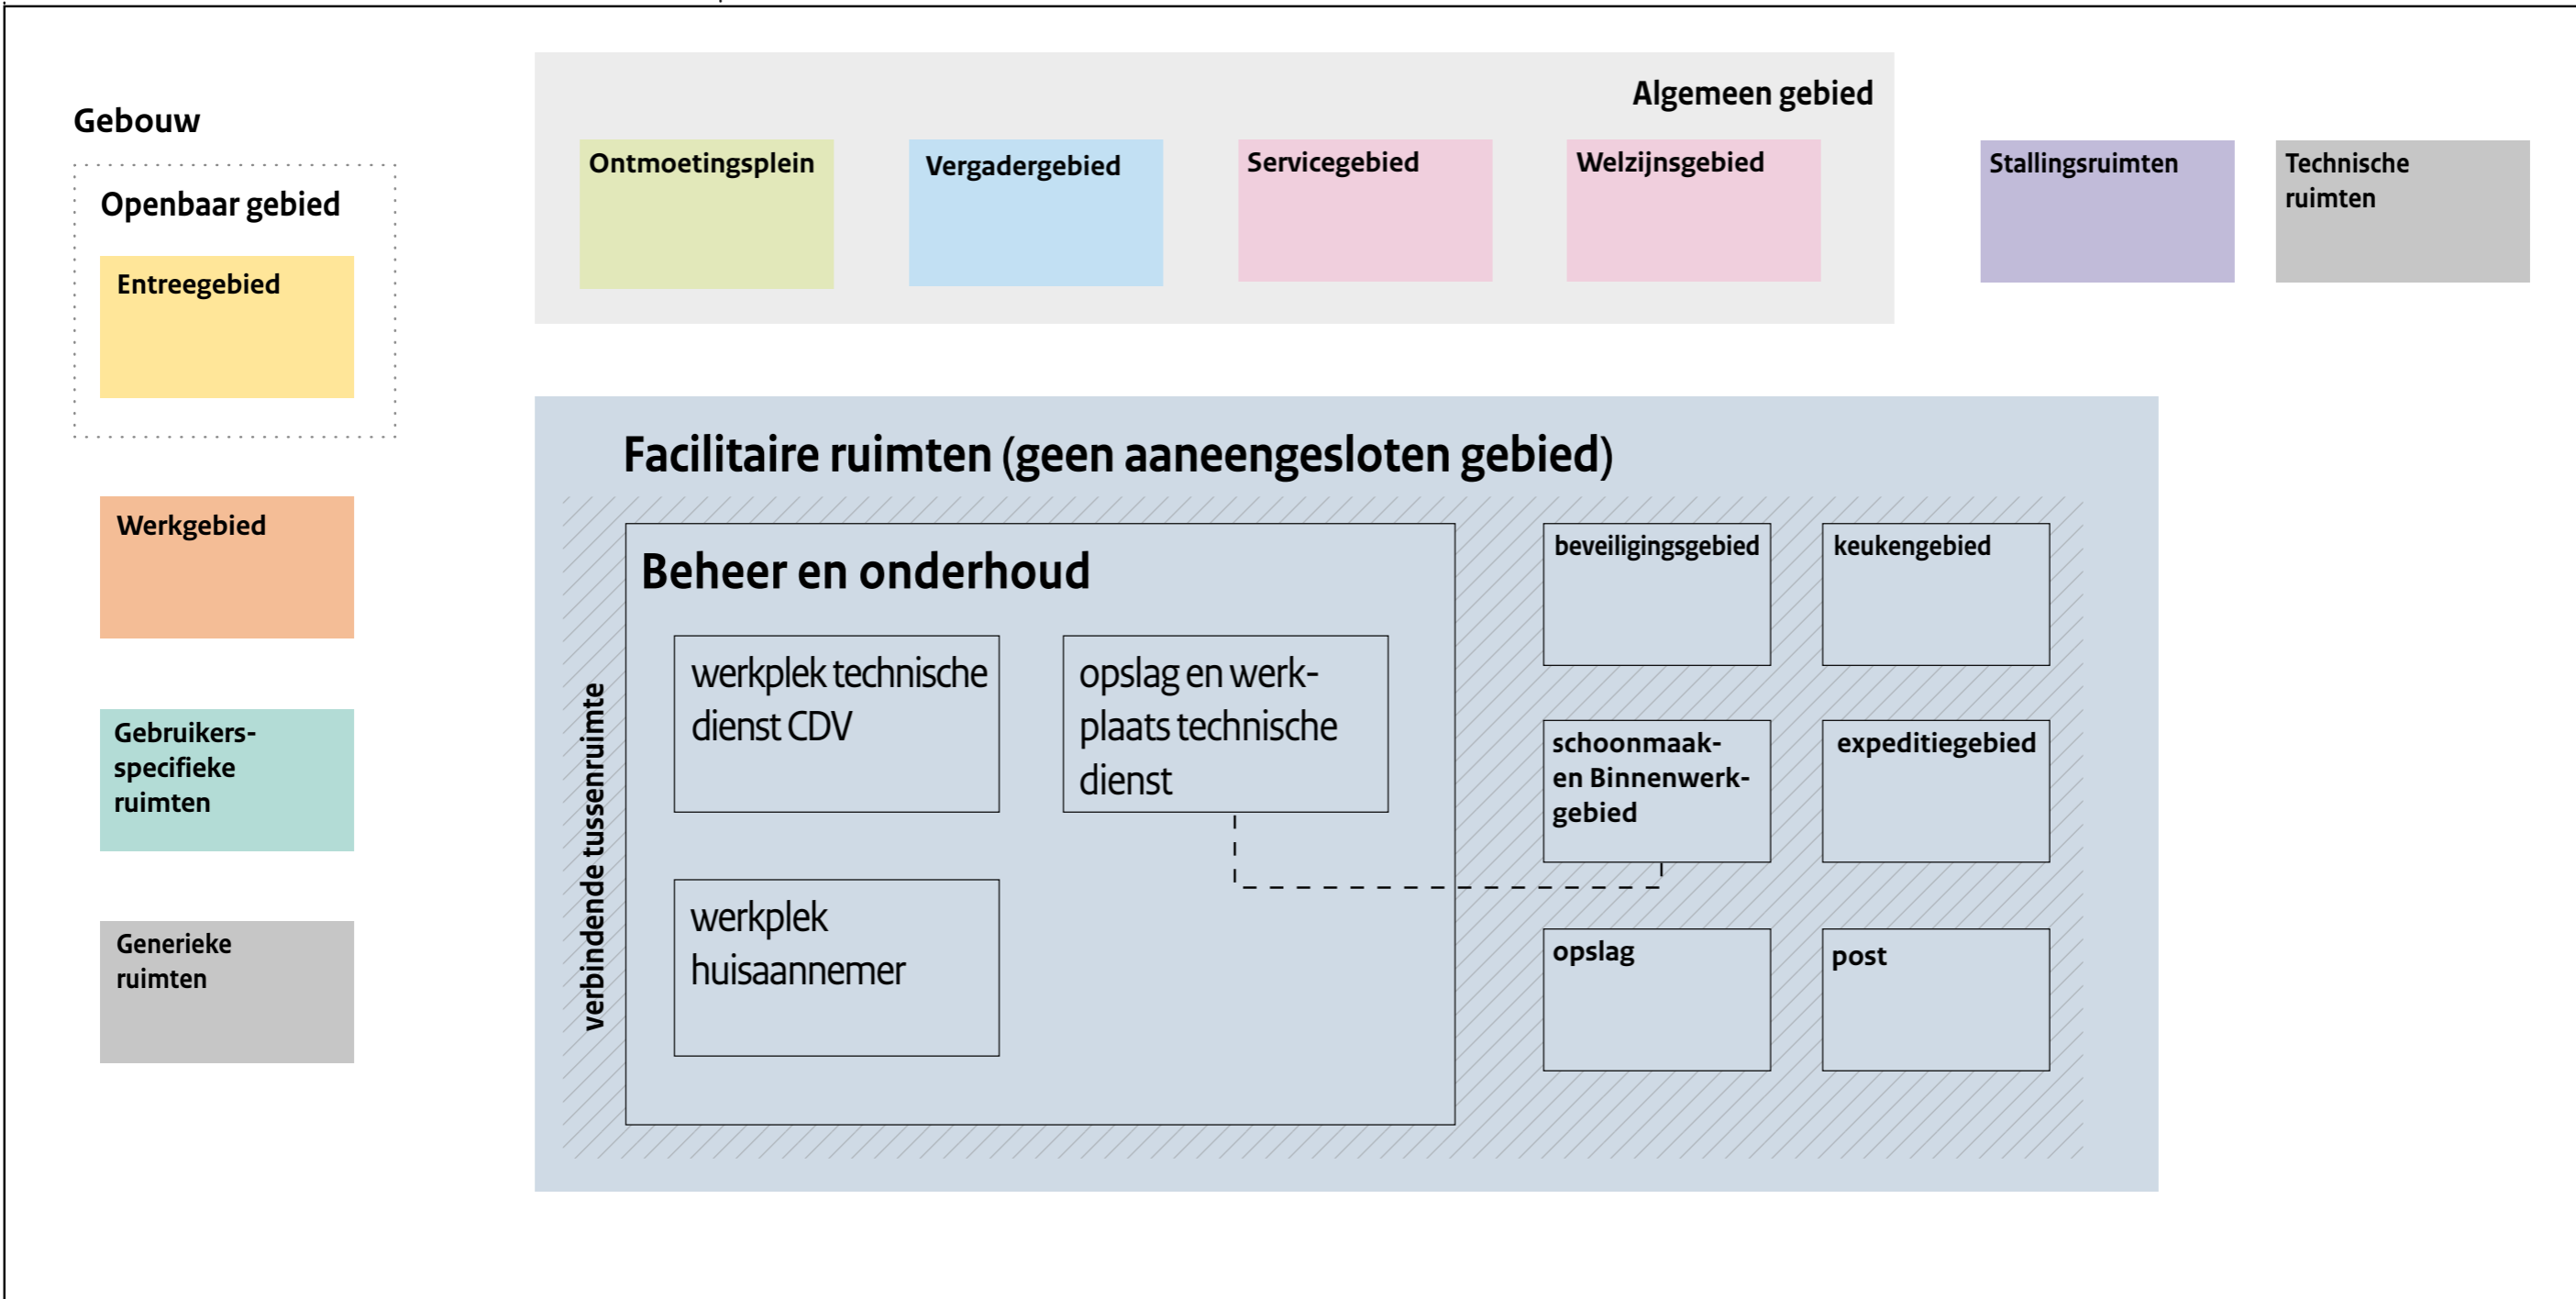 Gebouw
Openbaar gebied
Entreegebied
Werkgebied
Gebruikers-
specifieke
ruimten
Generieke
ruimten
Algemeen gebied
Ontmoetingsplein
Vergadergebied
Servicegebied
Welzijnsgebied
Stallingsruimten
Technische
ruimten
Facilitaire ruimten (geen aaneengesloten gebied)
verbindende tussenruimte
Beheer en onderhoud
werkplek technische
dienst CDV
opslag en werk-
plaats technische
dienst
werkplek
huisaannemer
beveiligingsgebied
keukengebied
schoonmaak-
en Binnenwerk-
gebied
expeditiegebied
opslag
post